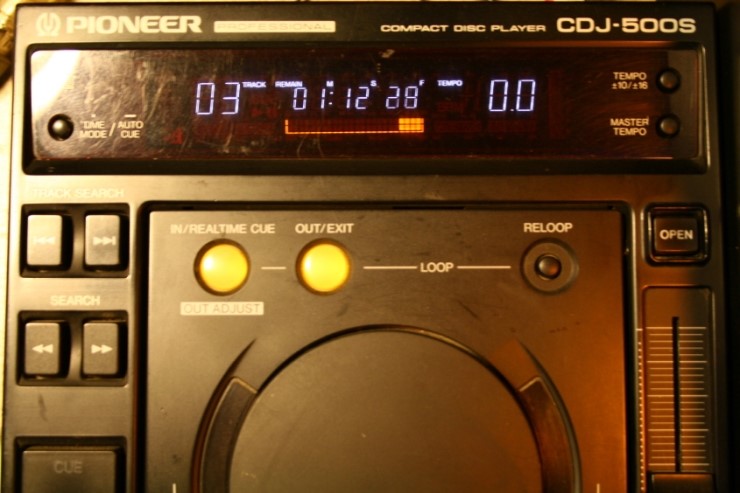 PIONEER PROFESSIONAL COMPACT DISC PLAYER CDJ-500S
03 TRACK REMAIN 01:12 M S 28 F TEMPO 0.0
TEMPO
±10/±16
TIME MODE / AUTO CUE
MASTER TEMPO
TRACK SEARCH
IN/REALTIME CUE OUT/EXIT RELOOP
OPEN
LOOP
OUT ADJUST
SEARCH
CUE